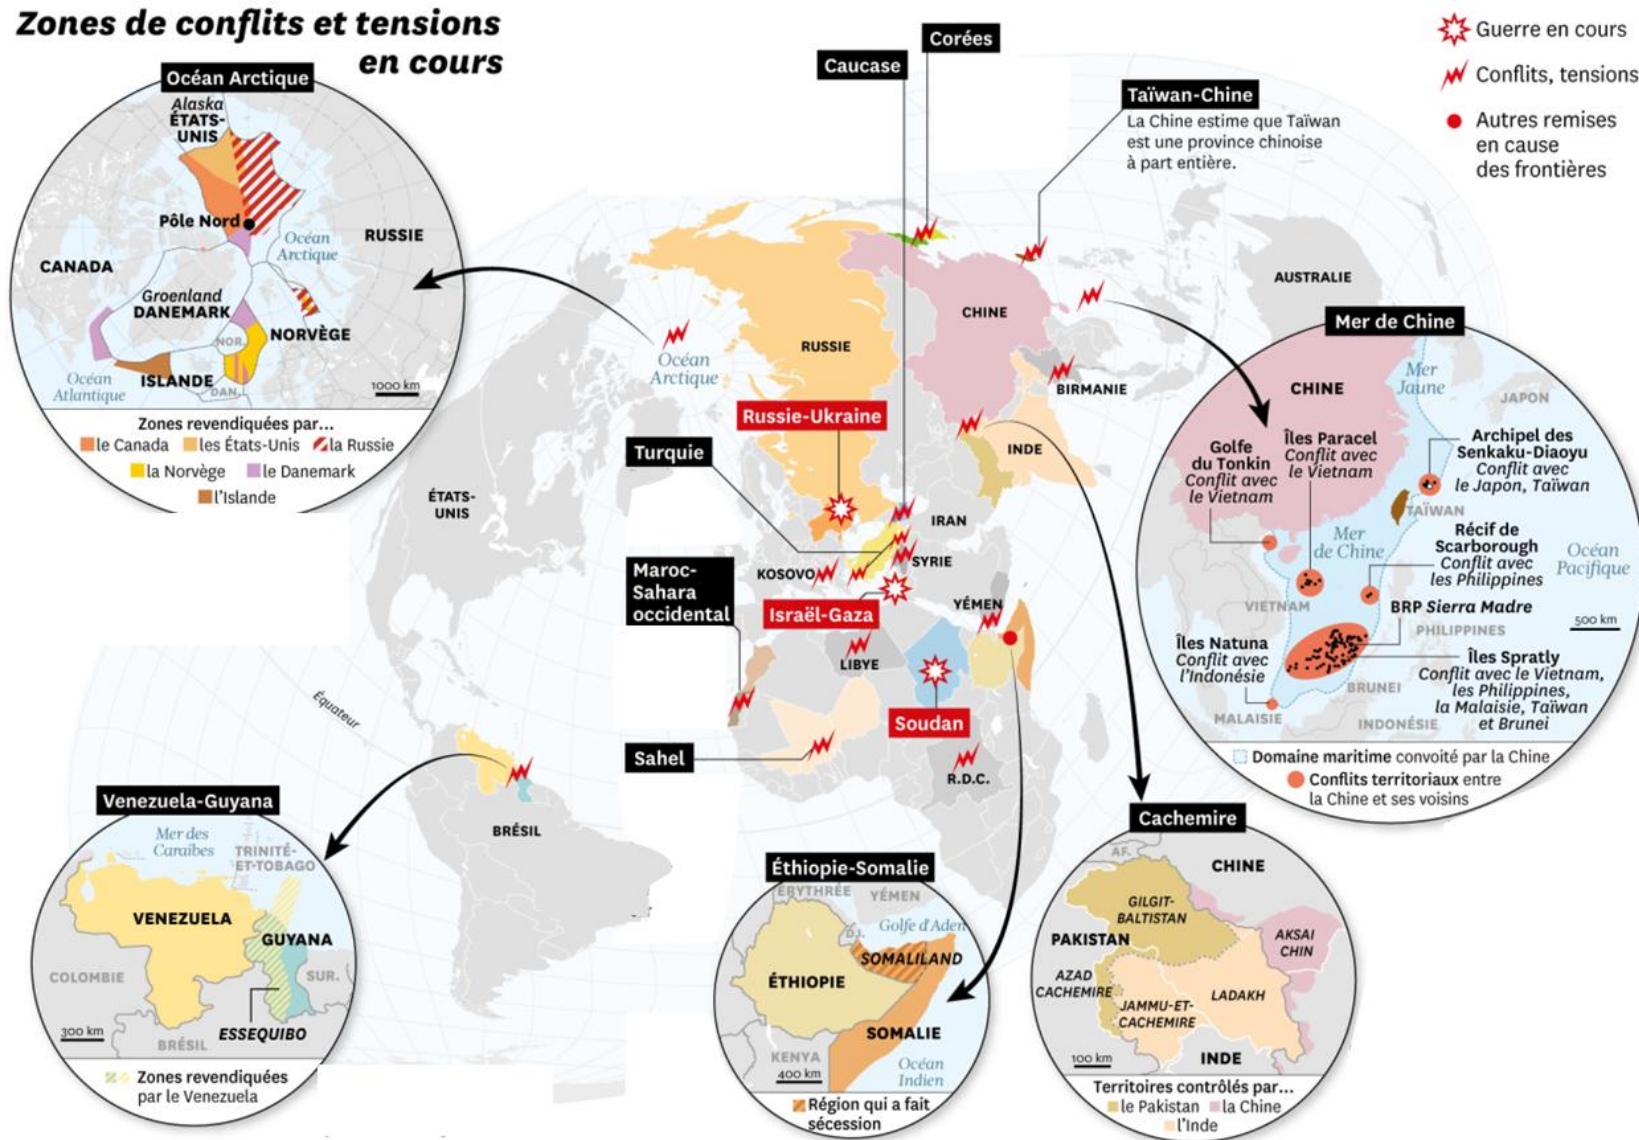 Zones de conflits et tensions
en cours
Guerre en cours
Conflits, tensions
Autres remises
en cause
des frontières
Océan Arctique
Alaska
ÉTATS-
UNIS
Pôle Nord
Océan
Arctique
RUSSIE
CANADA
Groenland
DANEMARK
NORVÈGE
NOR.
ISLANDE
DAN.
Océan
Atlantique
1000 km
Zones revendiquées par...
le Canada
les États-Unis
la Russie
la Norvège
le Danemark
l'Islande
Caucase
Corées
Taïwan-Chine
La Chine estime que Taïwan
est une province chinoise
à part entière.
AUSTRALIE
CHINE
RUSSIE
Océan
Arctique
BIRMANIE
INDE
Russie-Ukraine
Turquie
ÉTATS-
UNIS
IRAN
SYRIE
KOSOVO
Maroc-
Sahara
occidental
Israël-Gaza
YÉMEN
LIBYE
Soudan
Sahel
R.D.C.
Équateur
BRÉSIL
Mer de Chine
CHINE
Mer
Jaune
JAPON
Golfe
du Tonkin
Conflit avec
le Vietnam
Îles Paracel
Conflit avec
le Vietnam
Archipel des
Senkaku-Diaoyu
Conflit avec
le Japon, Taïwan
TAÏWAN
Mer
de Chine
Récif de
Scarborough
Conflit avec
les Philippines
Océan
Pacifique
VIETNAM
BRP Sierra Madre
PHILIPPINES
500 km
Îles Natuna
Conflit avec
l'Indonésie
Îles Spratly
Conflit avec le Vietnam,
les Philippines,
la Malaisie, Taïwan
et Brunei
BRUNEI
MALAISIE
INDONÉSIE
Domaine maritime convoité par la Chine
Conflits territoriaux entre
la Chine et ses voisins
Venezuela-Guyana
Mer des
Caraïbes
TRINITÉ-
ET-TOBAGO
VENEZUELA
GUYANA
COLOMBIE
SUR.
ESSEQUIBO
300 km
BRÉSIL
Zones revendiquées
par le Venezuela
Éthiopie-Somalie
ÉRYTHRÉE
YÉMEN
DJ.
Golfe d'Aden
SOMALILAND
ÉTHIOPIE
SOMALIE
KENYA
400 km
Océan
Indien
Région qui a fait
sécession
Cachemire
AF.
CHINE
GILGIT-
BALTISTAN
PAKISTAN
AKSAI
CHIN
AZAD
CACHEMIRE
LADAKH
JAMMU-ET-
CACHEMIRE
100 km
INDE
Territoires contrôlés par...
le Pakistan
la Chine
l'Inde